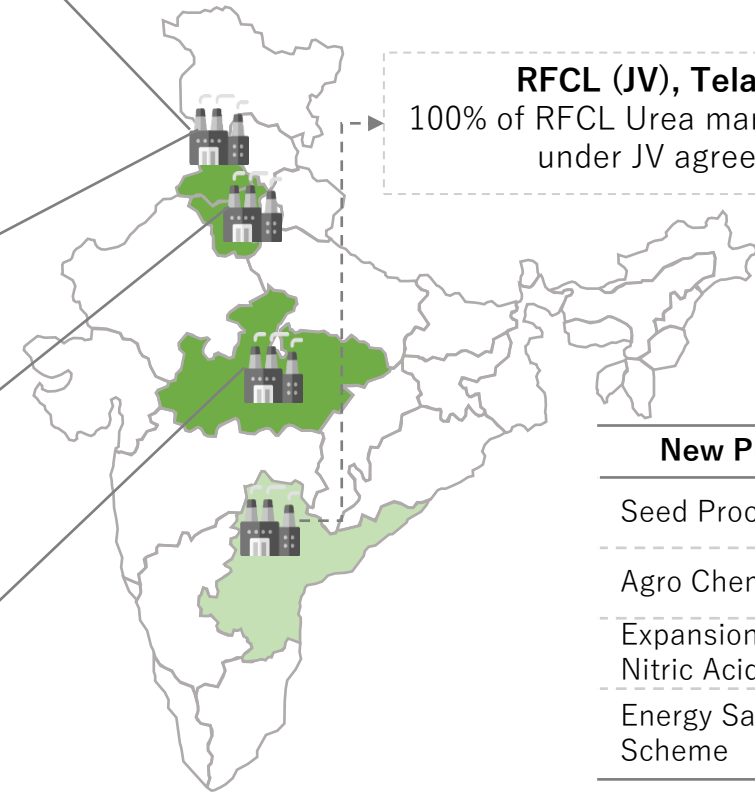 RFCL (JV), Tela
100% of RFCL Urea mar
under JV agree
New P
Seed Proc
Agro Chem
Expansion
Nitric Acid
Energy Sa
Scheme